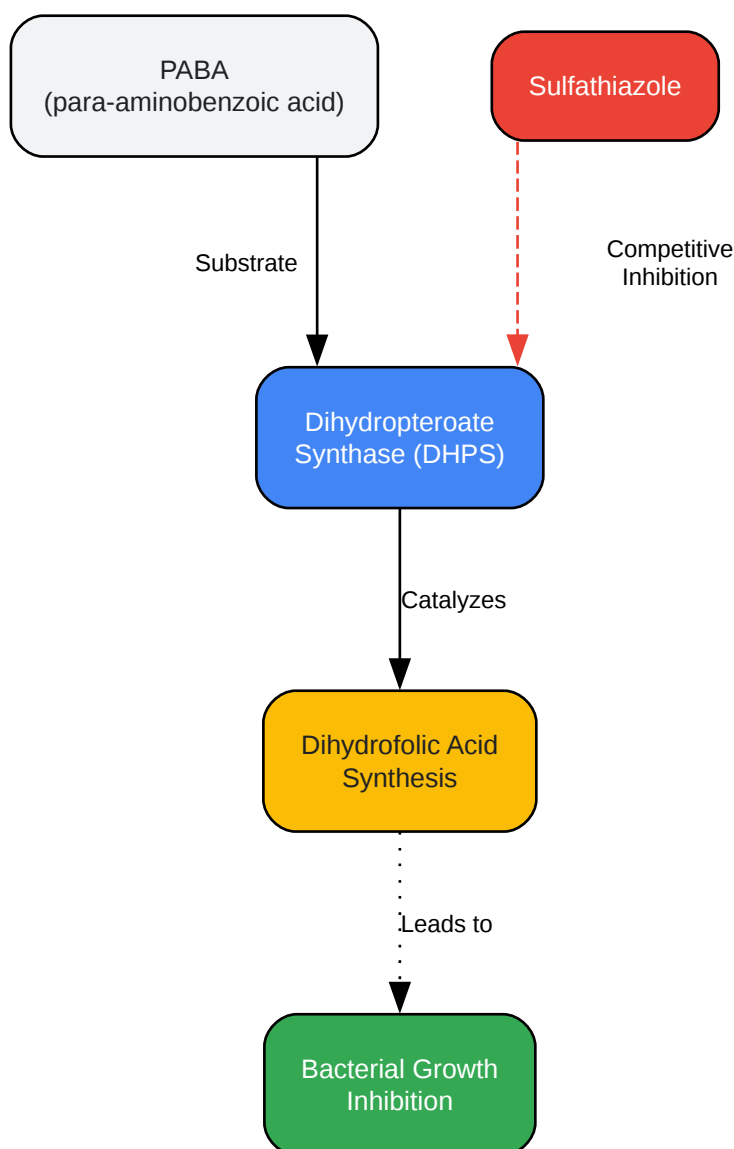 PABA
(para-aminobenzoic acid)
Sulfathiazole
Substrate
Competitive
Inhibition
Dihydropteroate
Synthase (DHPS)
Catalyzes
Dihydrofolic Acid
Synthesis
Leads to
Bacterial Growth
Inhibition